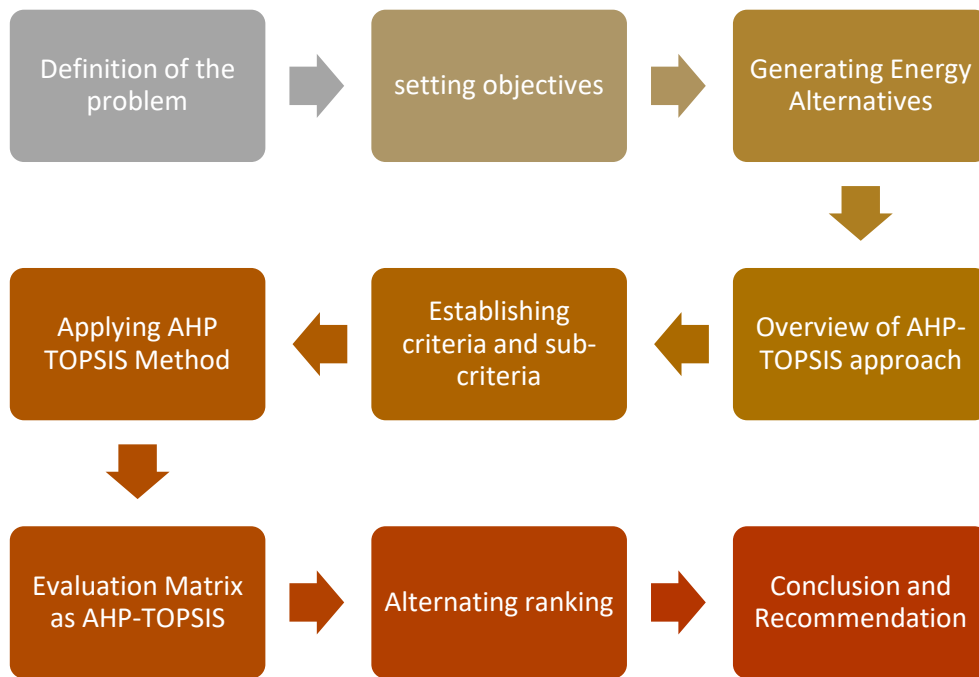 Definition of the
problem
setting objectives
Generating Energy
Alternatives
Overview of AHP-
TOPSIS approach
Establishing
criteria and sub-
criteria
Applying AHP
TOPSIS Method
Evaluation Matrix
as AHP-TOPSIS
Alternating ranking
Conclusion and
Recommendation